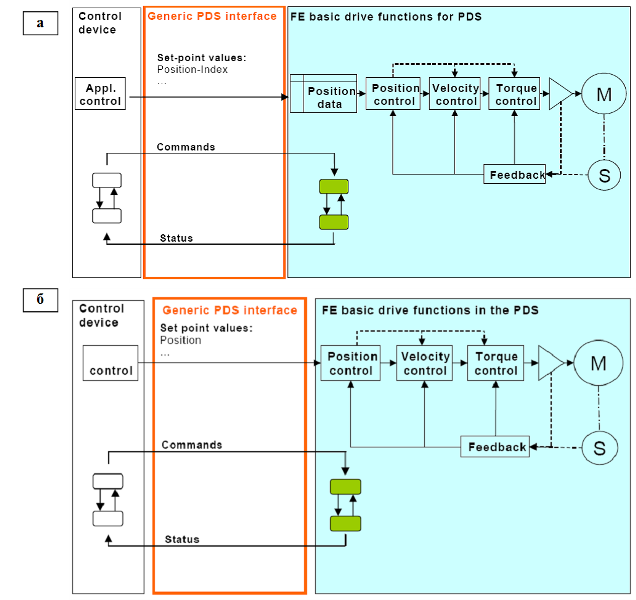 а
Control
device
Generic PDS interface
FE basic drive functions for PDS
Set-point values:
Position-Index
...
Appl.
control
Position
data
Position
control
Velocity
control
Torque
control
M
Commands
Feedback
S
Status
б
Control
device
Generic PDS interface
FE basic drive functions in the PDS
Set point values:
Position
...
control
Position
control
Velocity
control
Torque
control
M
Commands
Feedback
S
Status